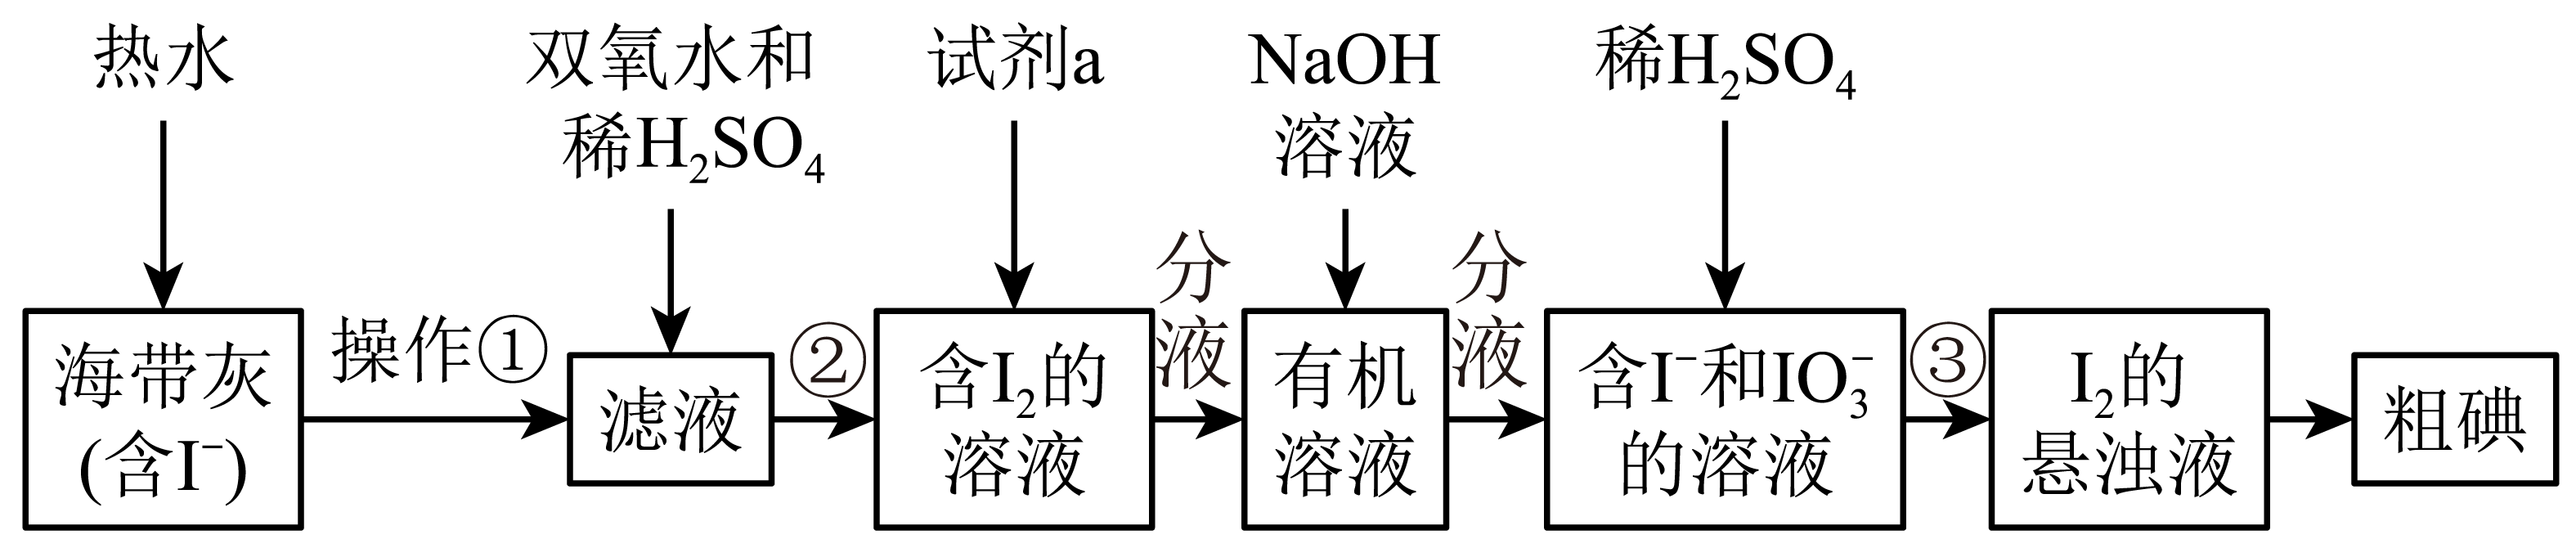 热水
双氧水和
稀H₂SO₄
试剂a
NaOH
溶液
稀H₂SO₄
海带灰
(含I⁻)
操作①
滤液
②
含I₂的
溶液
分
液
有机
溶液
分
液
含I⁻和IO₃⁻
的溶液
③
I₂的
悬浊液
粗碘